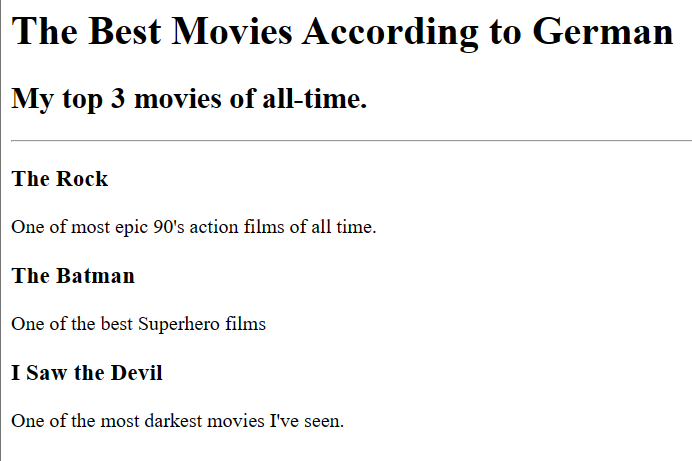 The Best Movies According to German
My top 3 movies of all-time.
The Rock
One of most epic 90's action films of all time.
The Batman
One of the best Superhero films
I Saw the Devil
One of the most darkest movies I've seen.